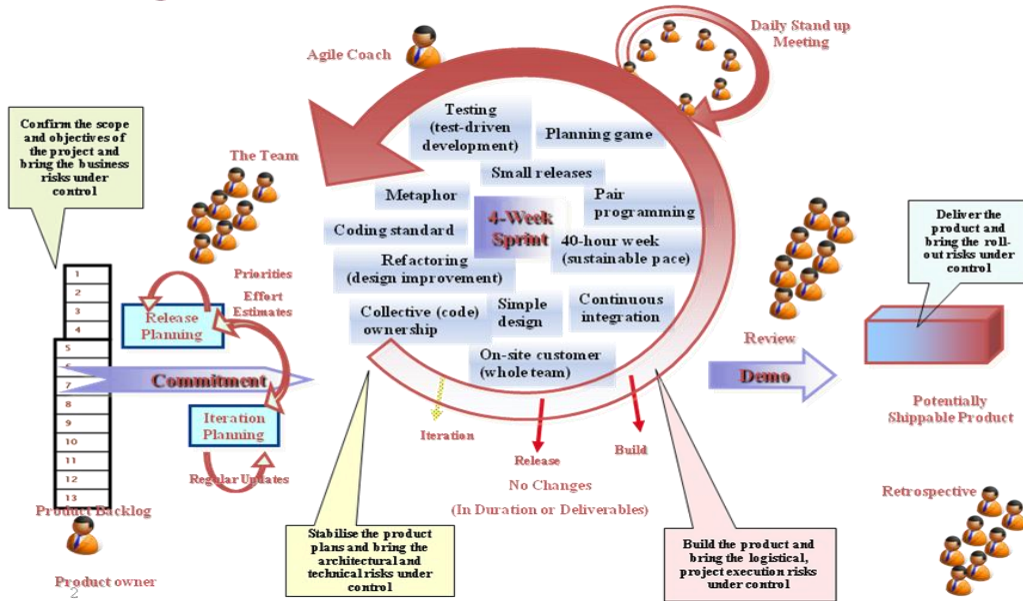 Agile Coach
Daily Stand up
Meeting
Confirm the scope
and objectives of
the project and
bring the business
risks under
control
The Team
Testing
(test-driven
development)
Planning game
Small releases
Metaphor
Pair
programming
Coding standard
4-Week
Sprint
40-hour week
(sustainable pace)
Refactoring
(design improvement)
Collective (code)
ownership
Simple
design
Continuous
integration
On-site customer
(whole team)
Deliver the
product and
bring the roll-
out risks under
control
Priorities
Effort
Estimates
1
2
3
4
5
6
7
8
9
10
11
12
13
Release
Planning
Commitment
Iteration
Planning
Regular Updates
Product Backlog
Product owner
2
Iteration
Release
Build
No Changes
(In Duration or Deliverables)
Review
Demo
Potentially
Shippable Product
Retrospective
Stabilise the product
plans and bring the
architectural and
technical risks under
control
Build the product and
bring the logistical,
project execution risks
under control